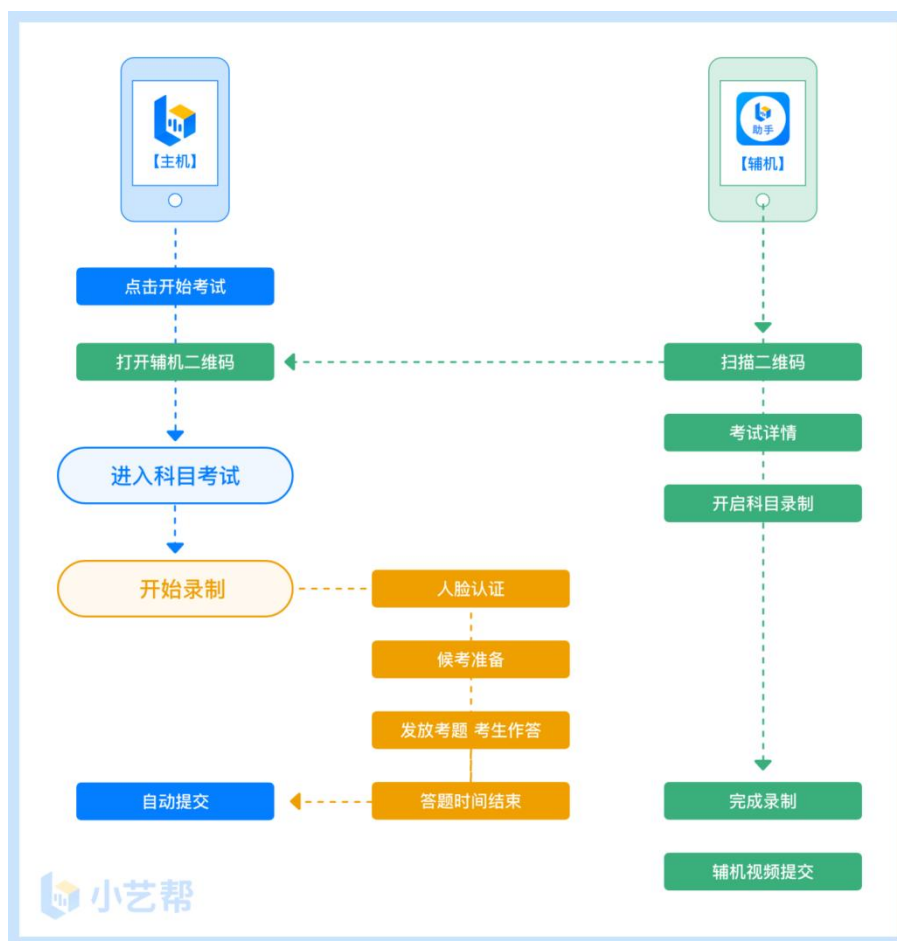 【主机】
助手
【辅机】
点击开始考试
打开辅机二维码
扫描二维码
考试详情
进入科目考试
开启科目录制
开始录制
人脸认证
候考准备
发放考题 考生作答
自动提交
答题时间结束
完成录制
辅机视频提交
小艺帮